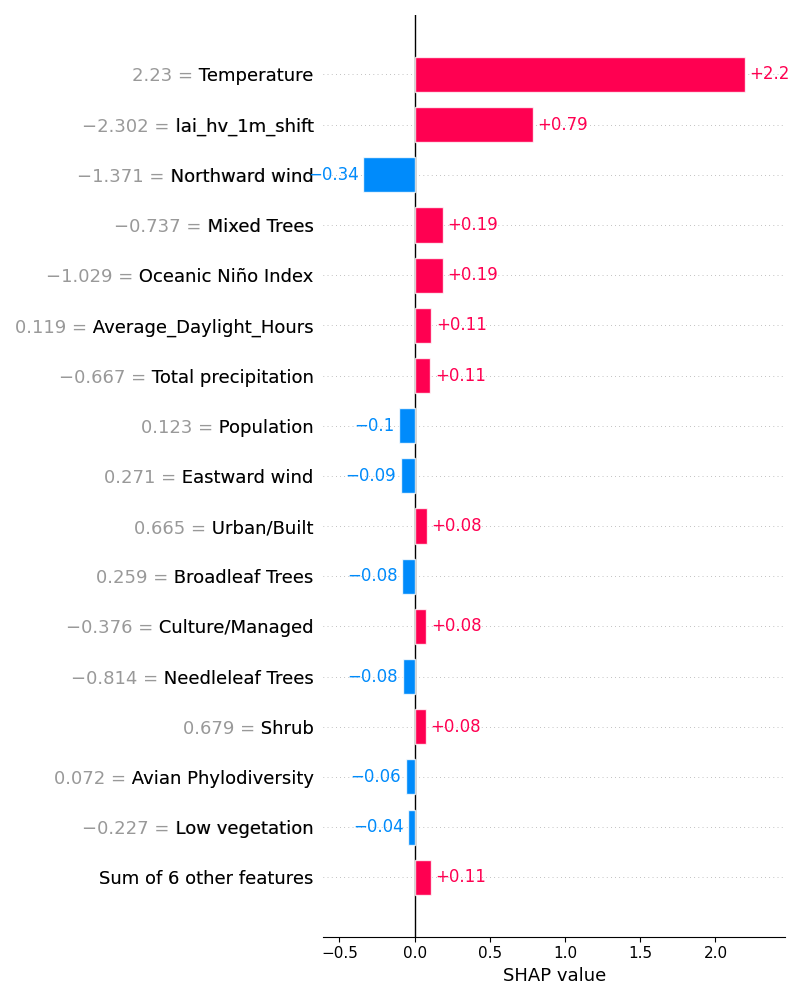 2.23 = Temperature +2.2
−2.302 = lai_hv_1m_shift +0.79
−1.371 = Northward wind −0.34
−0.737 = Mixed Trees +0.19
−1.029 = Oceanic Niño Index +0.19
0.119 = Average_Daylight_Hours +0.11
−0.667 = Total precipitation +0.11
0.123 = Population −0.1
0.271 = Eastward wind −0.09
0.665 = Urban/Built +0.08
0.259 = Broadleaf Trees −0.08
−0.376 = Culture/Managed +0.08
−0.814 = Needleleaf Trees −0.08
0.679 = Shrub +0.08
0.072 = Avian Phylodiversity −0.06
−0.227 = Low vegetation −0.04
Sum of 6 other features +0.11
−0.5 0.0 0.5 1.0 1.5 2.0
SHAP value